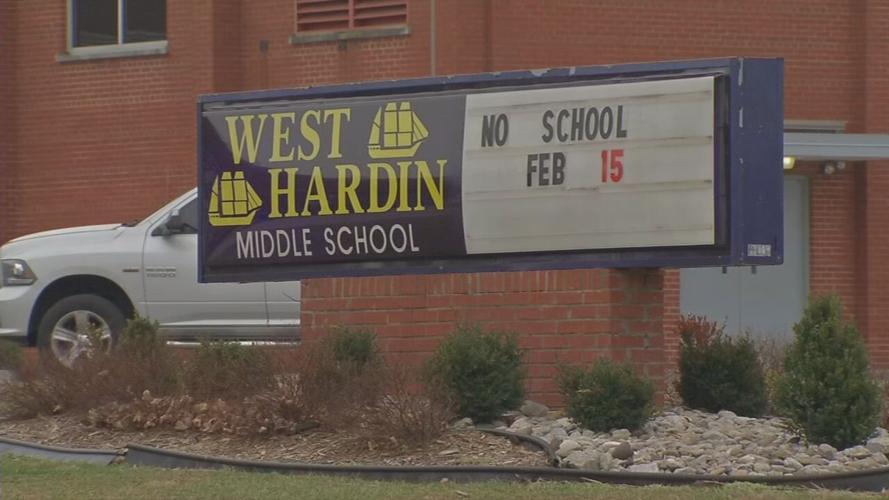 WEST
HARDIN
MIDDLE SCHOOL
NO SCHOOL
FEB 15